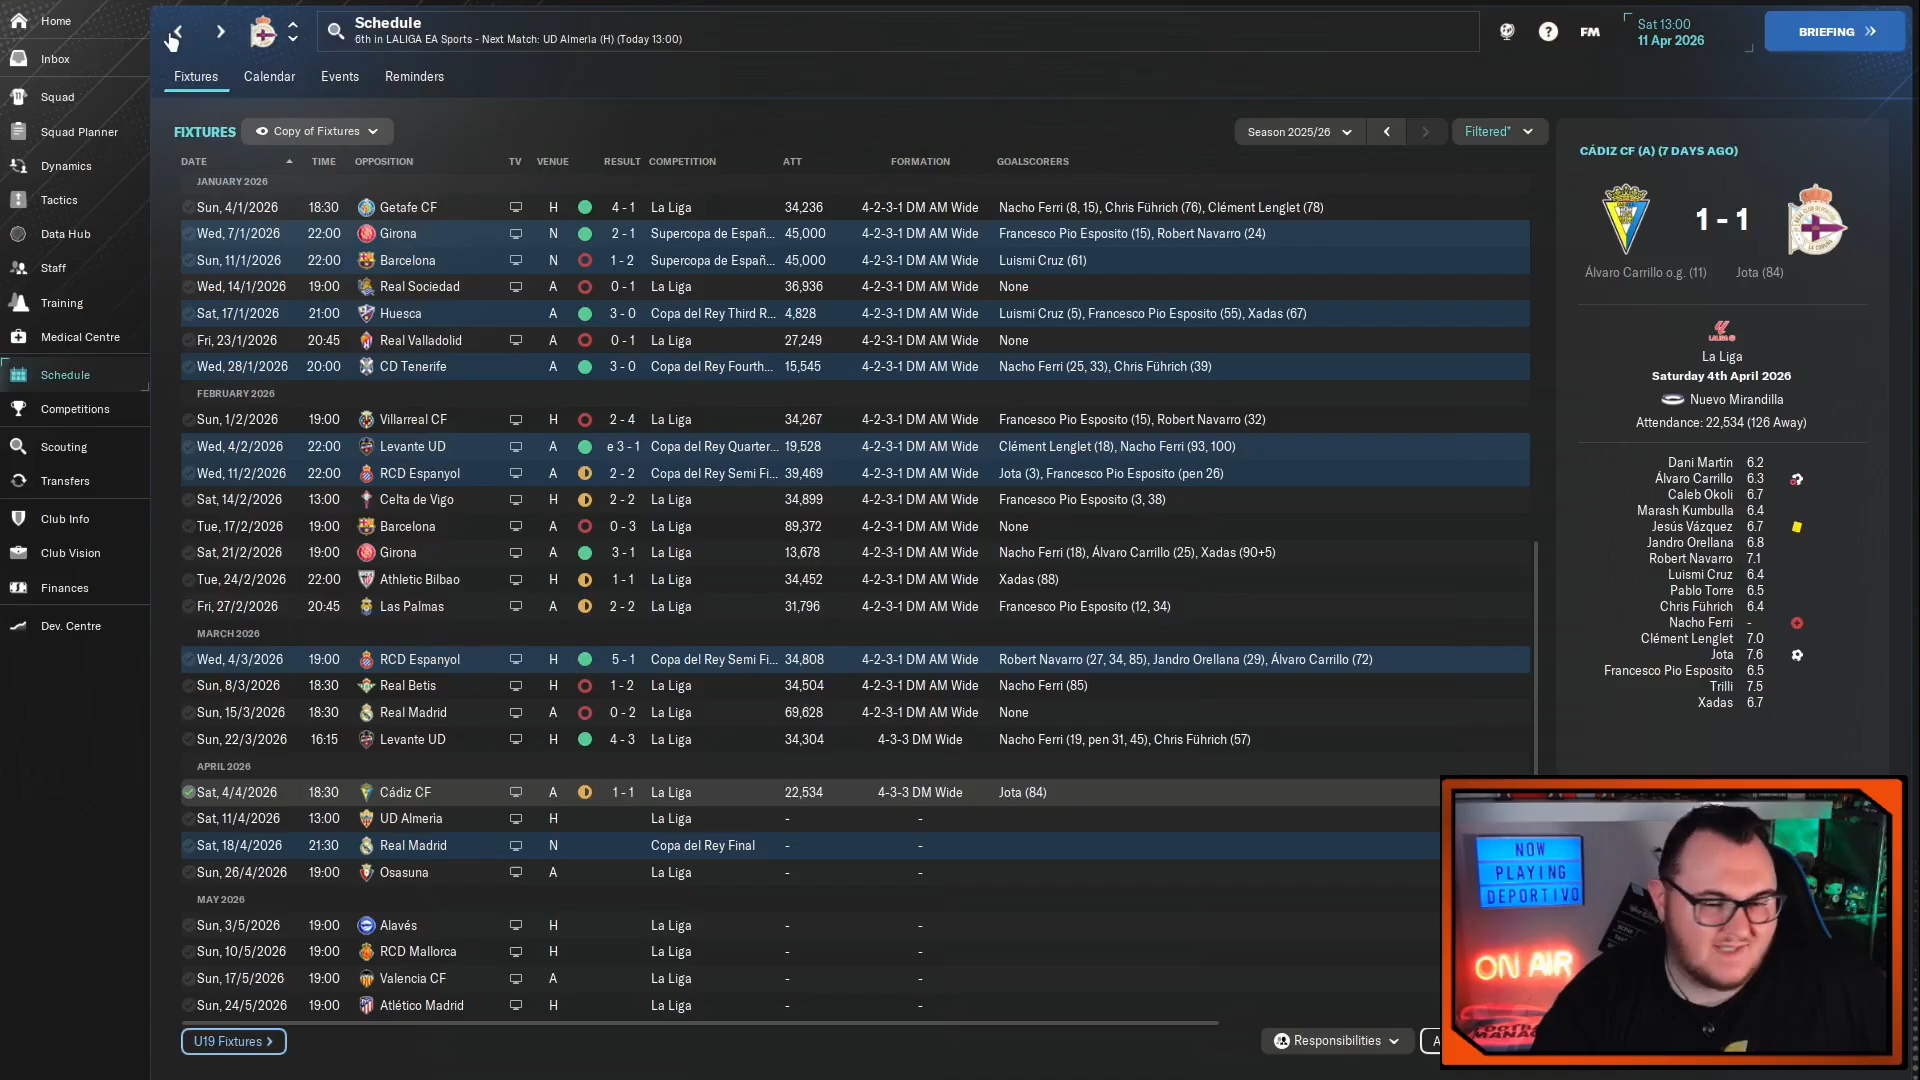 Home
Inbox
Squad
Squad Planner
Dynamics
Tactics
Data Hub
Staff
Training
Medical Centre
Schedule
Competitions
Scouting
Transfers
Club Info
Club Vision
Finances
Dev. Centre
Schedule
6th in LALIGA EA Sports - Next Match: UD Almería (H) (Today 13:00)
FM
Sat 13:00
11 Apr 2026
BRIEFING
Fixtures Calendar Events Reminders
FIXTURES Copy of Fixtures Season 2025/26 Filtered*
DATE TIME OPPOSITION TV VENUE RESULT COMPETITION ATT FORMATION GOALSCORERS
JANUARY 2026
Sun, 4/1/2026 18:30 Getafe CF H 4 - 1 La Liga 34,236 4-2-3-1 DM AM Wide Nacho Ferri (8, 15), Chris Führich (76), Clément Lenglet (78)
Wed, 7/1/2026 22:00 Girona N 2 - 1 Supercopa de Españ... 45,000 4-2-3-1 DM AM Wide Francesco Pio Esposito (15), Robert Navarro (24)
Sun, 11/1/2026 22:00 Barcelona N 1 - 2 Supercopa de Españ... 45,000 4-2-3-1 DM AM Wide Luismi Cruz (61)
Wed, 14/1/2026 19:00 Real Sociedad A 0 - 1 La Liga 36,936 4-2-3-1 DM AM Wide None
Sat, 17/1/2026 21:00 Huesca A 3 - 0 Copa del Rey Third R... 4,828 4-2-3-1 DM AM Wide Luismi Cruz (5), Francesco Pio Esposito (55), Xadas (67)
Fri, 23/1/2026 20:45 Real Valladolid A 0 - 1 La Liga 27,249 4-2-3-1 DM AM Wide None
Wed, 28/1/2026 20:00 CD Tenerife A 3 - 0 Copa del Rey Fourth... 15,545 4-2-3-1 DM AM Wide Nacho Ferri (25, 33), Chris Führich (39)
FEBRUARY 2026
Sun, 1/2/2026 19:00 Villarreal CF H 2 - 4 La Liga 34,267 4-2-3-1 DM AM Wide Francesco Pio Esposito (15), Robert Navarro (32)
Wed, 4/2/2026 22:00 Levante UD A e 3 - 1 Copa del Rey Quarter... 19,528 4-2-3-1 DM AM Wide Clément Lenglet (18), Nacho Ferri (93, 100)
Wed, 11/2/2026 22:00 RCD Espanyol A 2 - 2 Copa del Rey Semi Fi... 39,469 4-2-3-1 DM AM Wide Jota (3), Francesco Pio Esposito (pen 26)
Sat, 14/2/2026 13:00 Celta de Vigo H 2 - 2 La Liga 34,899 4-2-3-1 DM AM Wide Francesco Pio Esposito (3, 38)
Tue, 17/2/2026 19:00 Barcelona A 0 - 3 La Liga 89,372 4-2-3-1 DM AM Wide None
Sat, 21/2/2026 19:00 Girona A 3 - 1 La Liga 13,678 4-2-3-1 DM AM Wide Nacho Ferri (18), Álvaro Carrillo (25), Xadas (90+5)
Tue, 24/2/2026 22:00 Athletic Bilbao H 1 - 1 La Liga 34,452 4-2-3-1 DM AM Wide Xadas (88)
Fri, 27/2/2026 20:45 Las Palmas A 2 - 2 La Liga 31,796 4-2-3-1 DM AM Wide Francesco Pio Esposito (12, 34)
MARCH 2026
Wed, 4/3/2026 19:00 RCD Espanyol H 5 - 1 Copa del Rey Semi Fi... 34,808 4-2-3-1 DM AM Wide Robert Navarro (27, 34, 85), Jandro Orellana (29), Álvaro Carrillo (72)
Sun, 8/3/2026 18:30 Real Betis H 1 - 2 La Liga 34,504 4-2-3-1 DM AM Wide Nacho Ferri (85)
Sun, 15/3/2026 18:30 Real Madrid A 0 - 2 La Liga 69,628 4-2-3-1 DM AM Wide None
Sun, 22/3/2026 16:15 Levante UD H 4 - 3 La Liga 34,304 4-3-3 DM Wide Nacho Ferri (19, pen 31, 45), Chris Führich (57)
APRIL 2026
Sat, 4/4/2026 18:30 Cádiz CF A 1 - 1 La Liga 22,534 4-3-3 DM Wide Jota (84)
Sat, 11/4/2026 13:00 UD Almería H La Liga - -
Sat, 18/4/2026 21:30 Real Madrid N Copa del Rey Final - -
Sun, 26/4/2026 19:00 Osasuna A La Liga - -
MAY 2026
Sun, 3/5/2026 19:00 Alavés H La Liga - -
Sun, 10/5/2026 19:00 RCD Mallorca H La Liga - -
Sun, 17/5/2026 19:00 Valencia CF A La Liga - -
Sun, 24/5/2026 19:00 Atlético Madrid H La Liga - -
U19 Fixtures >
Responsibilities
CÁDIZ CF (A) (7 DAYS AGO)
1 - 1
Álvaro Carrillo o.g. (11) Jota (84)
La Liga
Saturday 4th April 2026
Nuevo Mirandilla
Attendance: 22,534 (126 Away)
Dani Martín 6.2
Álvaro Carrillo 6.3
Caleb Okoli 6.7
Marash Kumbulla 6.4
Jesús Vázquez 6.7
Jandro Orellana 6.8
Robert Navarro 7.1
Luismi Cruz 6.4
Pablo Torre 6.5
Chris Führich 6.4
Nacho Ferri -
Clément Lenglet 7.0
Jota 7.6
Francesco Pio Esposito 6.5
Trilli 7.5
Xadas 6.7
NOW
PLAYING
DEPORTIVO
ON AIR